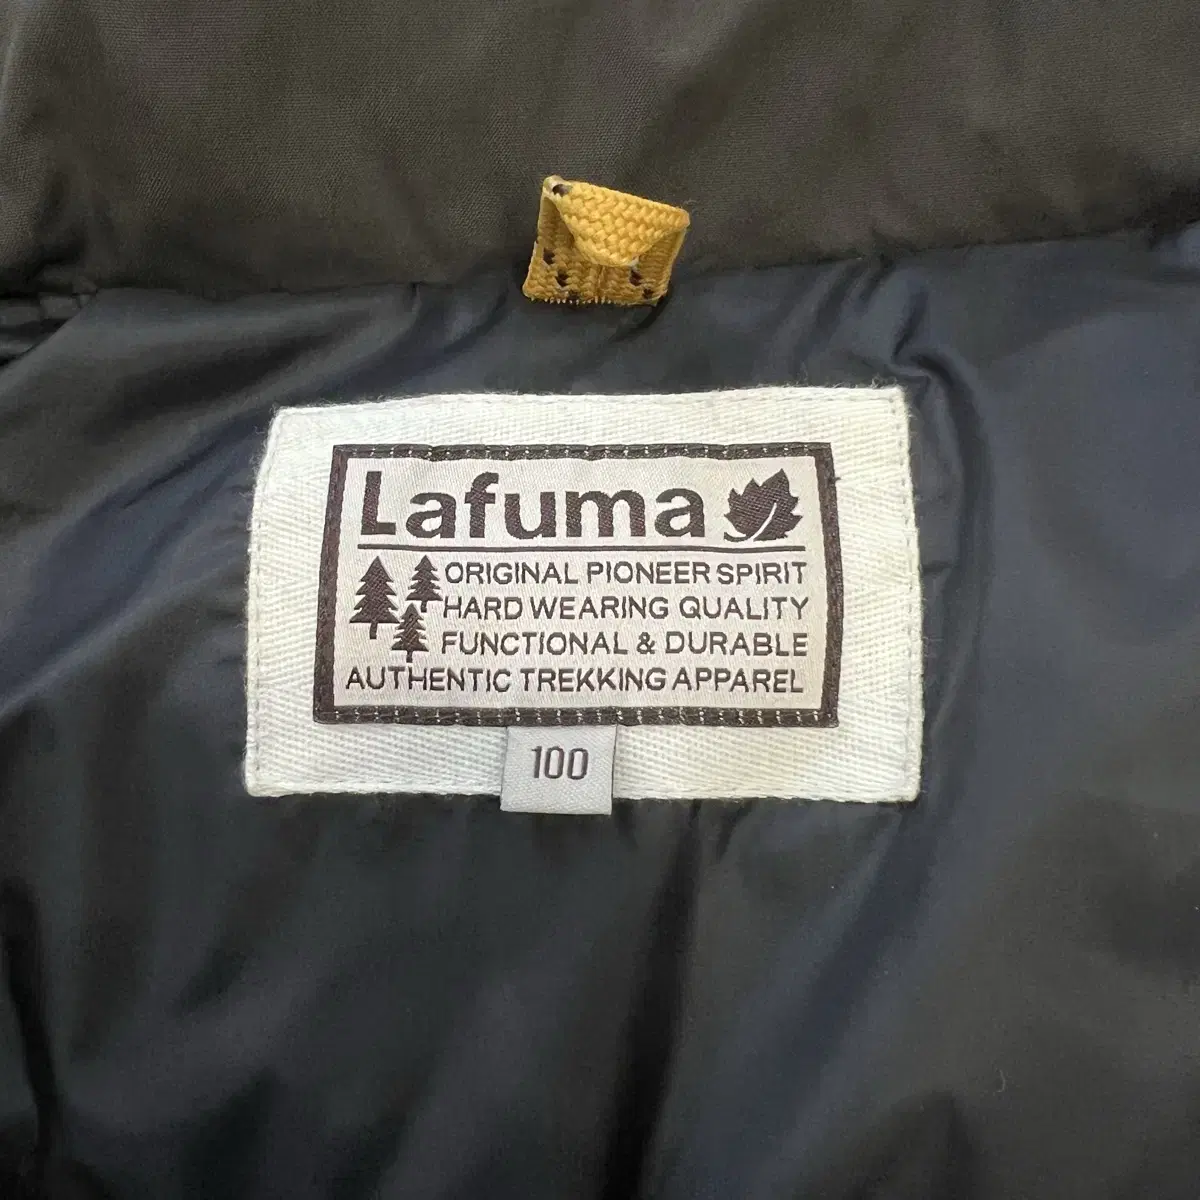 Lafuma
ORIGINAL PIONEER SPIRIT
HARD WEARING QUALITY
FUNCTIONAL & DURABLE
AUTHENTIC TREKKING APPAREL
100